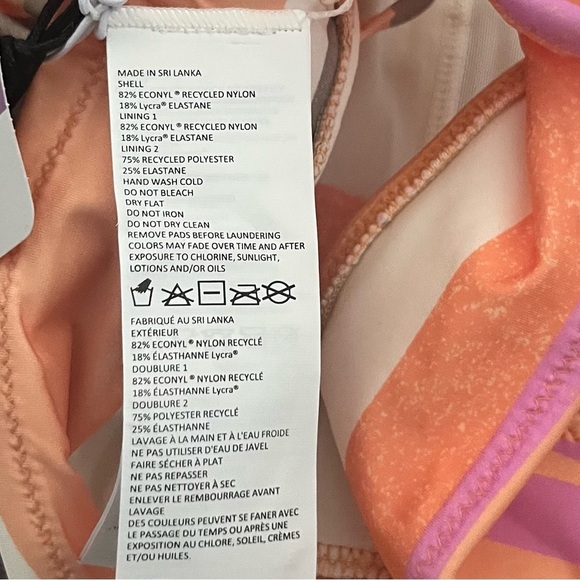 MADE IN SRI LANKA
SHELL
82% ECONYL® RECYCLED NYLON
18% Lycra® ELASTANE
LINING 1
82% ECONYL® RECYCLED NYLON
18% Lycra® ELASTANE
LINING 2
75% RECYCLED POLYESTER
25% ELASTANE
HAND WASH COLD
DO NOT BLEACH
DRY FLAT
DO NOT IRON
DO NOT DRY CLEAN
REMOVE PADS BEFORE LAUNDERING
COLORS MAY FADE OVER TIME AND AFTER
EXPOSURE TO CHLORINE, SUNLIGHT,
LOTIONS AND/OR OILS
FABRIQUÉ AU SRI LANKA
EXTÉRIEUR
82% ECONYL® NYLON RECYCLÉ
18% ÉLASTHANNE Lycra®
DOUBLURE 1
82% ECONYL® NYLON RECYCLÉ
18% ÉLASTHANNE Lycra®
DOUBLURE 2
75% POLYESTER RECYCLÉ
25% ÉLASTHANNE
LAVAGE À LA MAIN ET À L'EAU FROIDE
NE PAS UTILISER D'EAU DE JAVEL
FAIRE SÉCHER À PLAT
NE PAS REPASSER
NE PAS NETTOYER À SEC
ENLEVER LE REMBOURRAGE AVANT
LAVAGE
DES COULEURS PEUVENT SE FANER AVEC
LE PASSAGE DU TEMPS OU APRÈS UNE
EXPOSITION AU CHLORE, SOLEIL, CRÈMES
ET/OU HUILES.